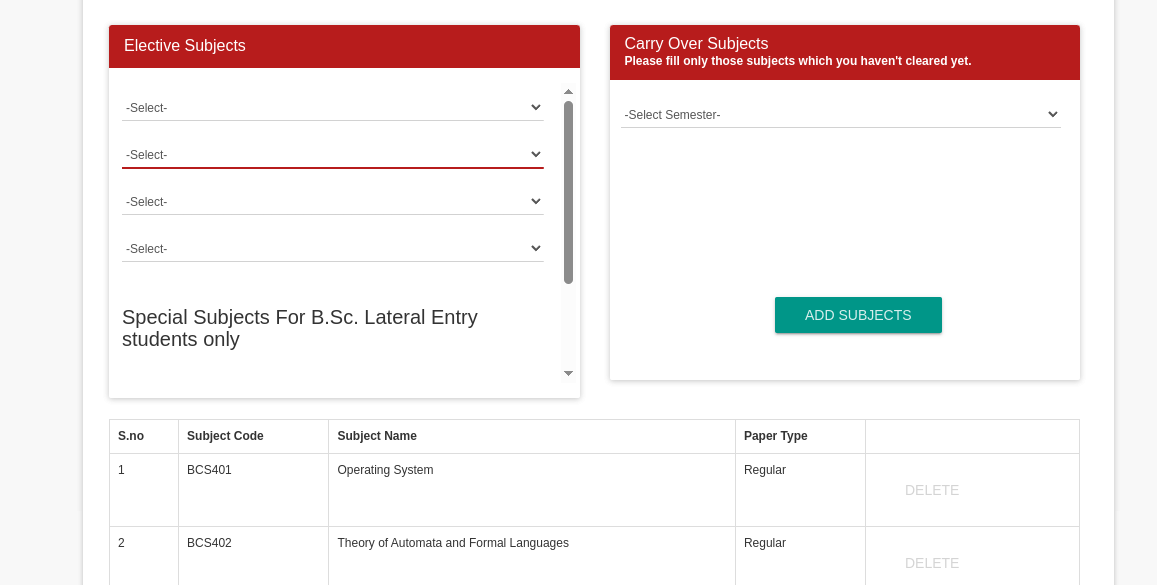 Elective Subjects
-Select-
-Select-
-Select-
-Select-
Special Subjects For B.Sc. Lateral Entry
students only
Carry Over Subjects
Please fill only those subjects which you haven't cleared yet.
-Select Semester-
ADD SUBJECTS
S.no Subject Code Subject Name Paper Type
1 BCS401 Operating System Regular DELETE
2 BCS402 Theory of Automata and Formal Languages Regular DELETE